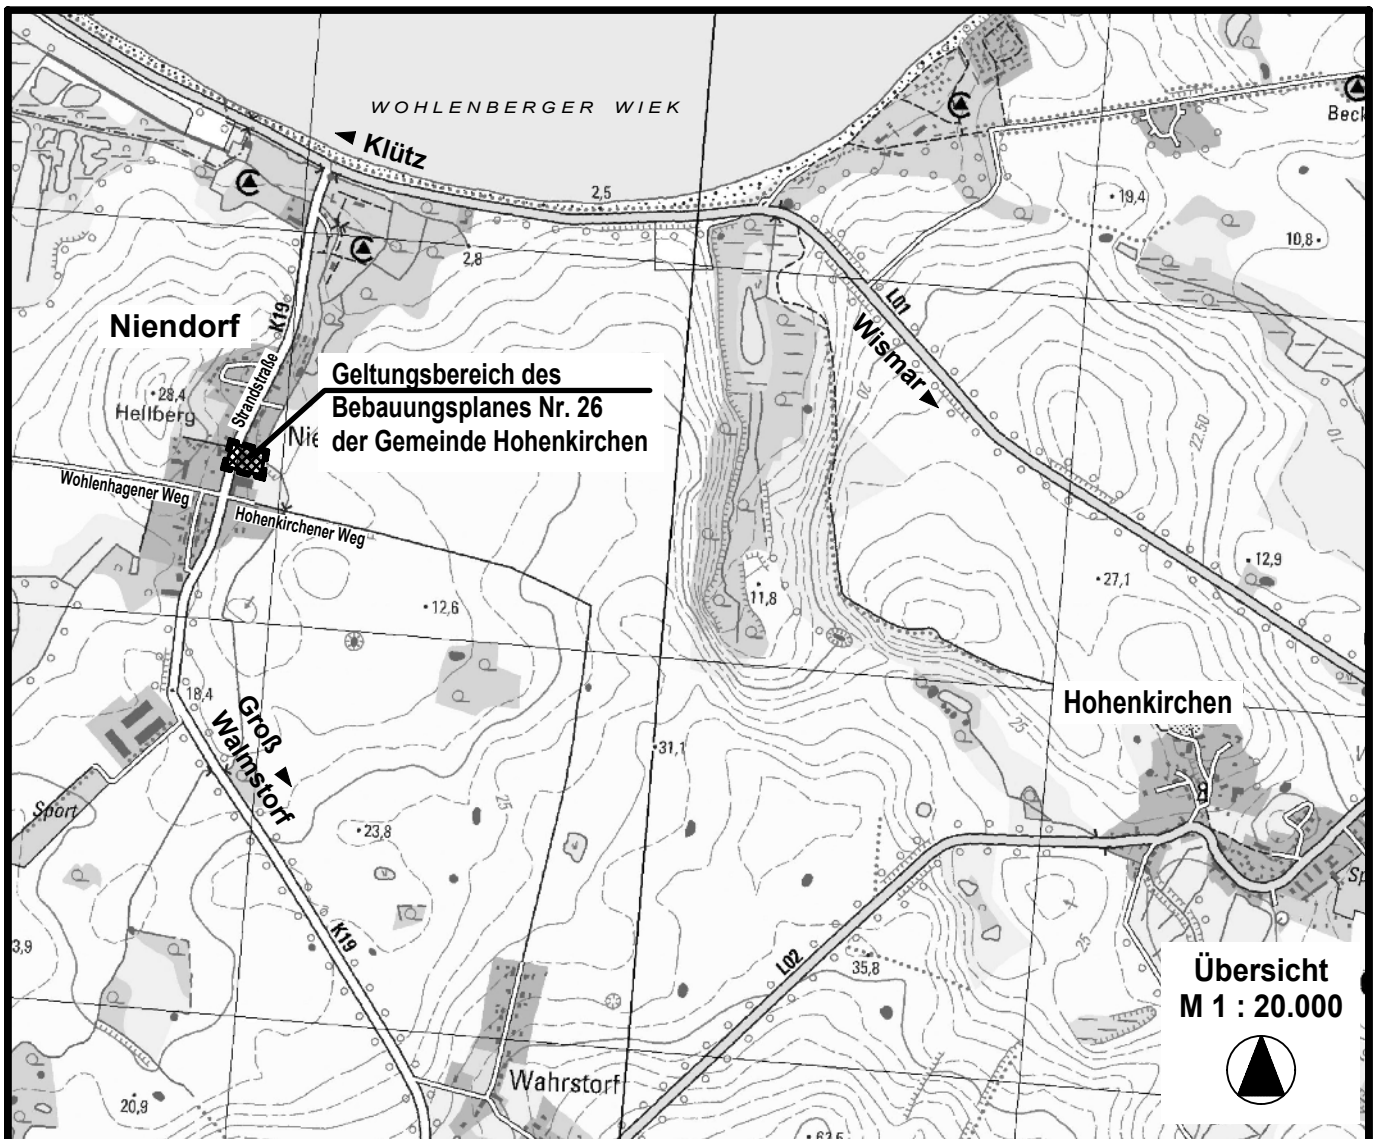 WOHLENBERGER WIEK
Klütz
Beck
2,5
19,4
10,8
2,8
L01
K19
Niendorf
Wismar
Strandstraße
Geltungsbereich des
Bebauungsplanes Nr. 26
der Gemeinde Hohenkirchen
28,4
Hellberg
Nie
20
22.50
10
Wohlenhagener Weg
Hohenkirchener Weg
12,9
27,1
11,8
12,6
18,4
Hohenkirchen
Groß
Walmstorf
25
31,1
25
Sport
23,8
Sp
K19
3,9
L02
35,8
25
Übersicht
M 1 : 20.000
Wahrstorf
20,9